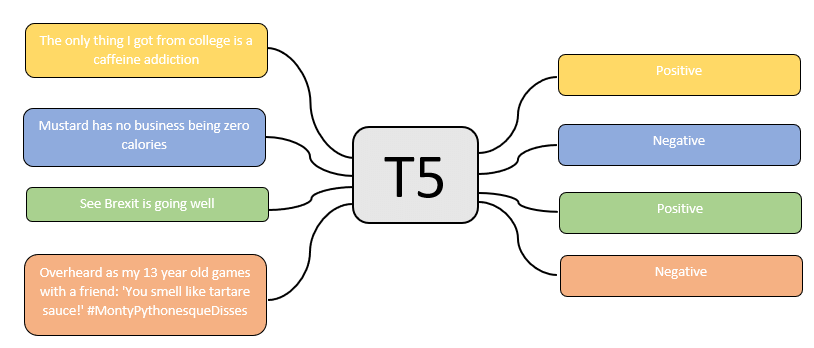 The only thing I got from college is a
caffeine addiction
Mustard has no business being zero
calories
See Brexit is going well
Overheard as my 13 year old games
with a friend: 'You smell like tartare
sauce!' #MontyPythonesqueDisses
T5
Positive
Negative
Positive
Negative